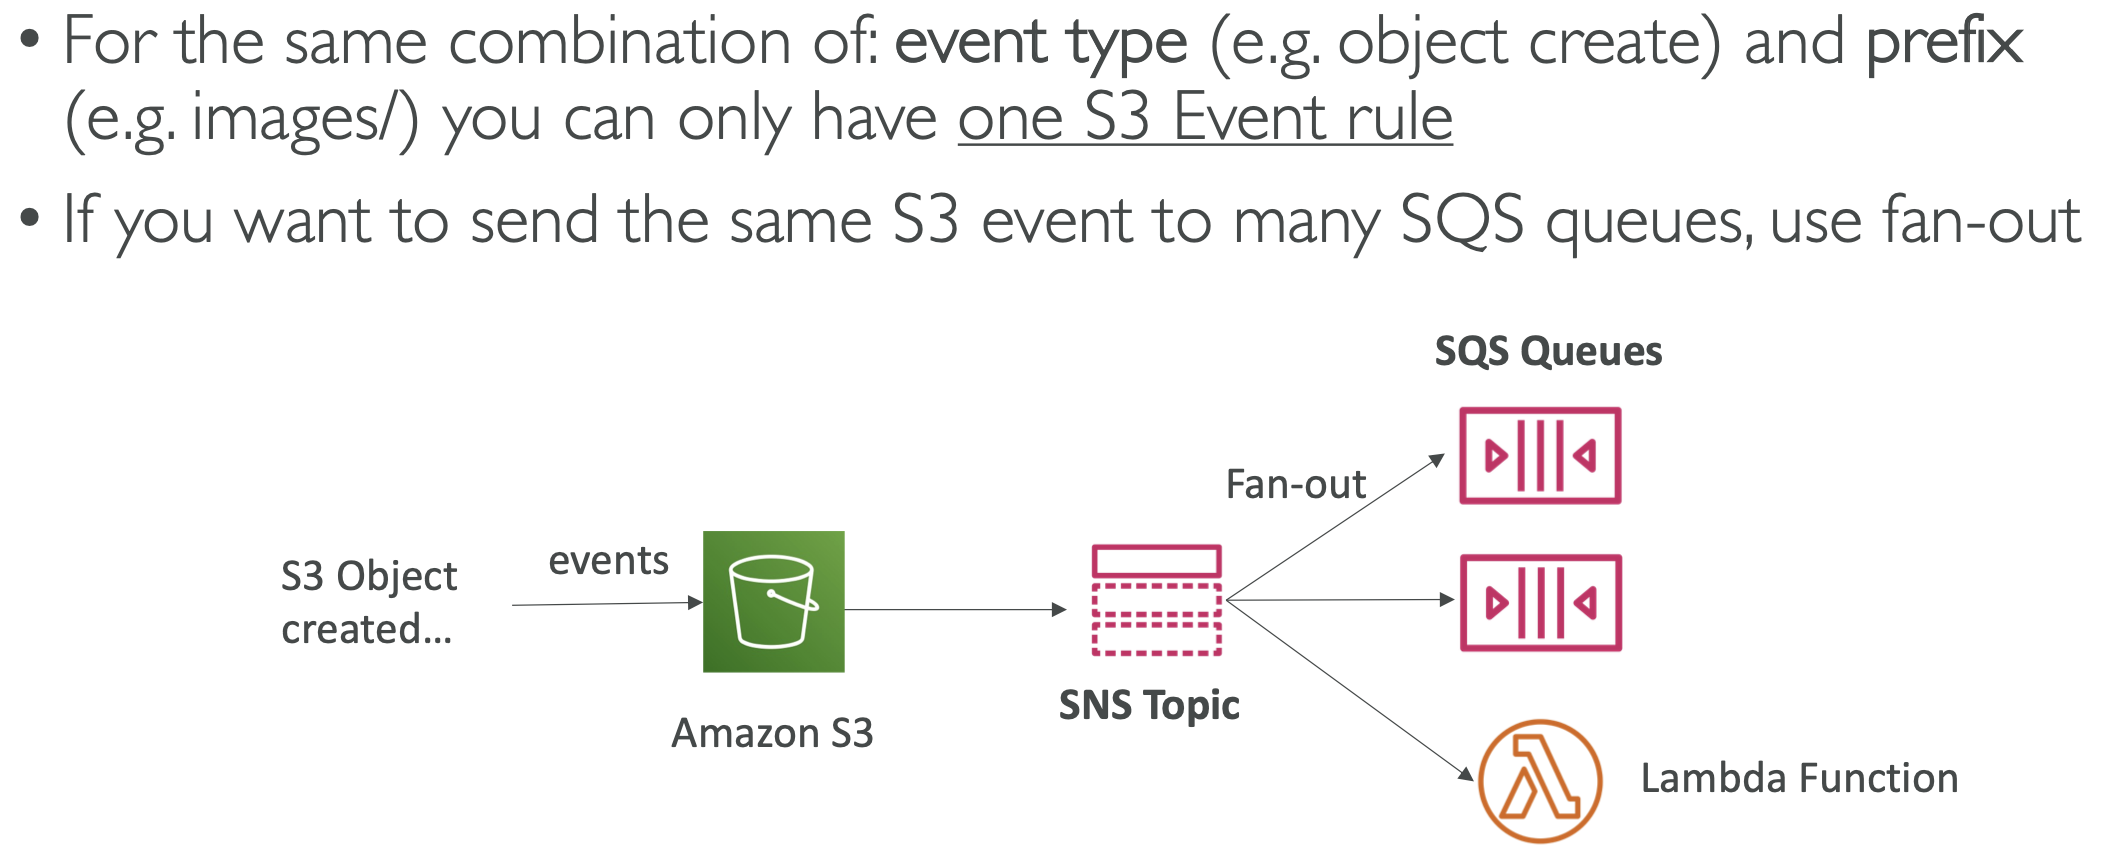 • For the same combination of: event type (e.g. object create) and prefix
(e.g. images/) you can only have one S3 Event rule
• If you want to send the same S3 event to many SQS queues, use fan-out
SQS Queues
Fan-out
events
S3 Object
created...
SNS Topic
Amazon S3
Lambda Function